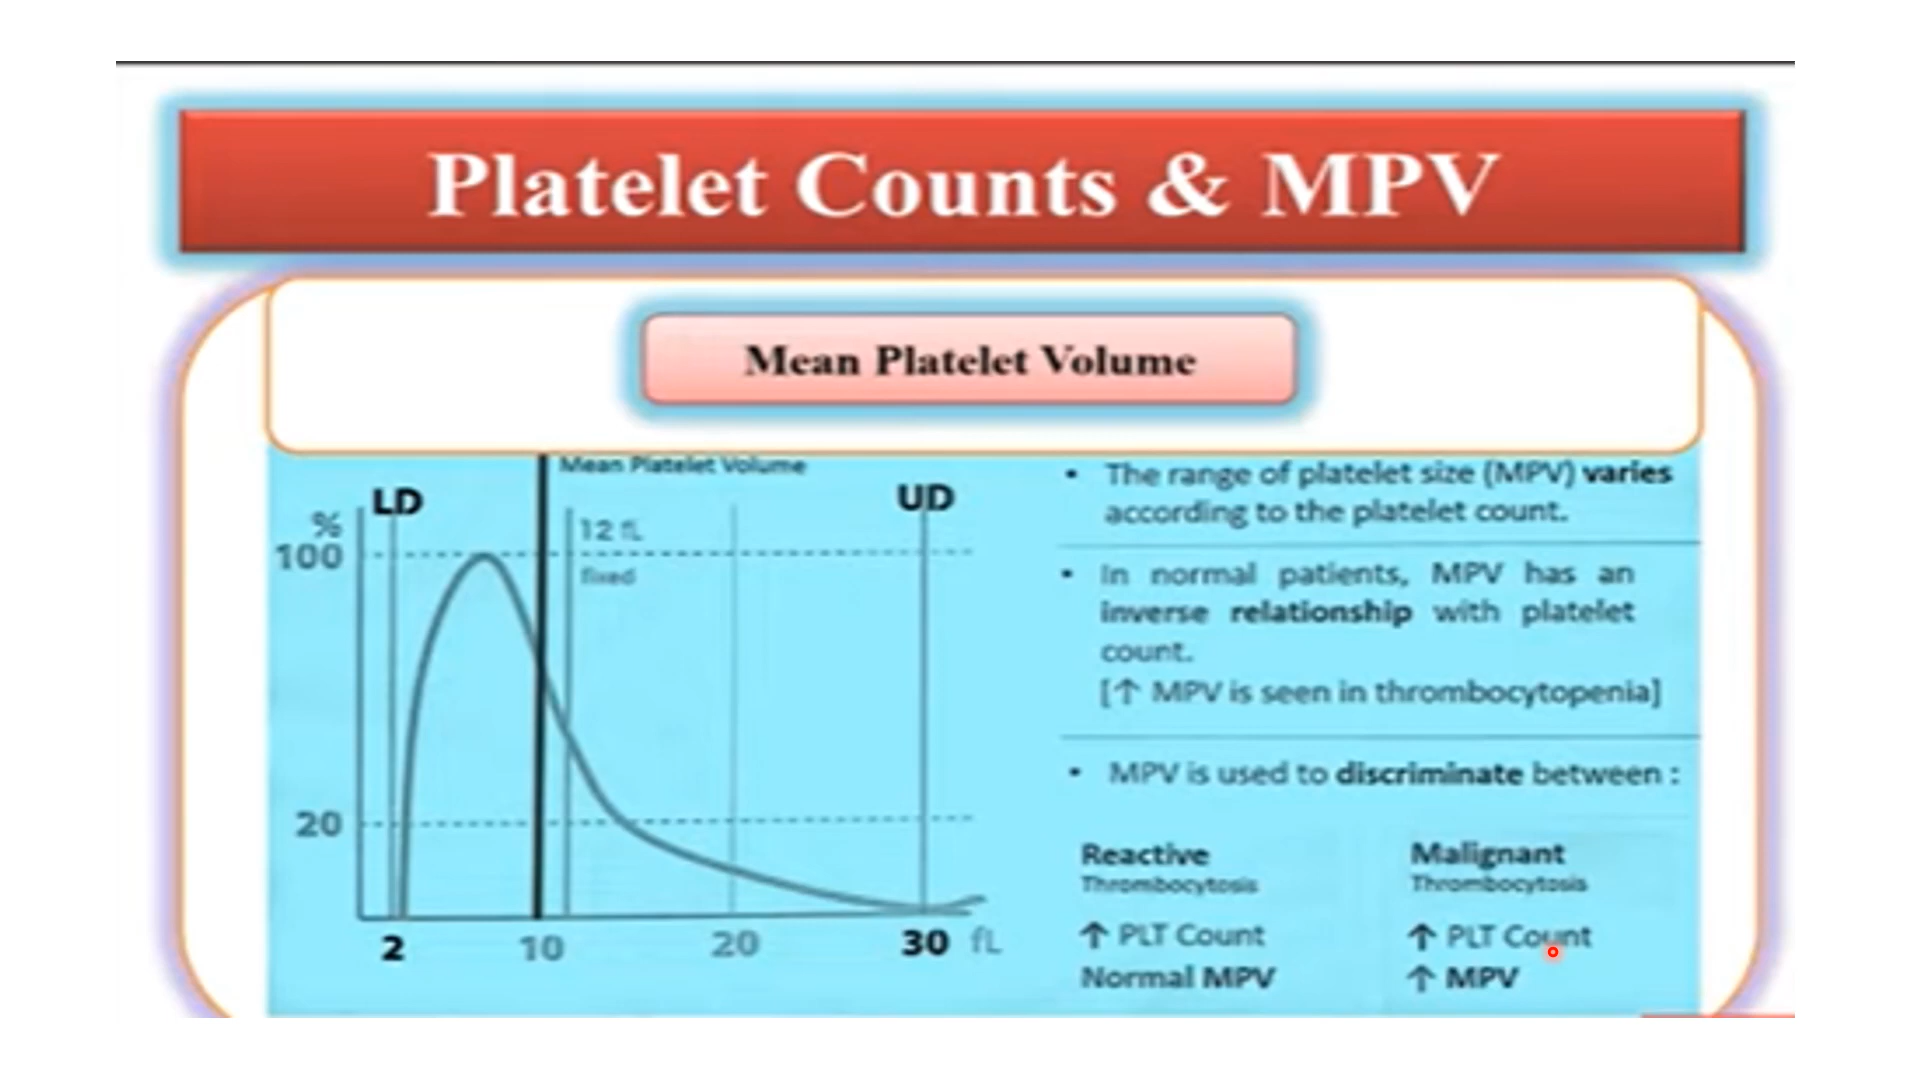 Platelet Counts & MPV
Mean Platelet Volume
Mean Platelet Volume
LD
UD
%
100
12 fL
fixed
20
2
10
20
30
fL
• The range of platelet size (MPV) varies
according to the platelet count.
• In normal patients, MPV has an
inverse relationship with platelet
count.
[↑ MPV is seen in thrombocytopenia]
• MPV is used to discriminate between :
Reactive
Thrombocytosis
↑ PLT Count
Normal MPV
Malignant
Thrombocytosis
↑ PLT Count
↑ MPV